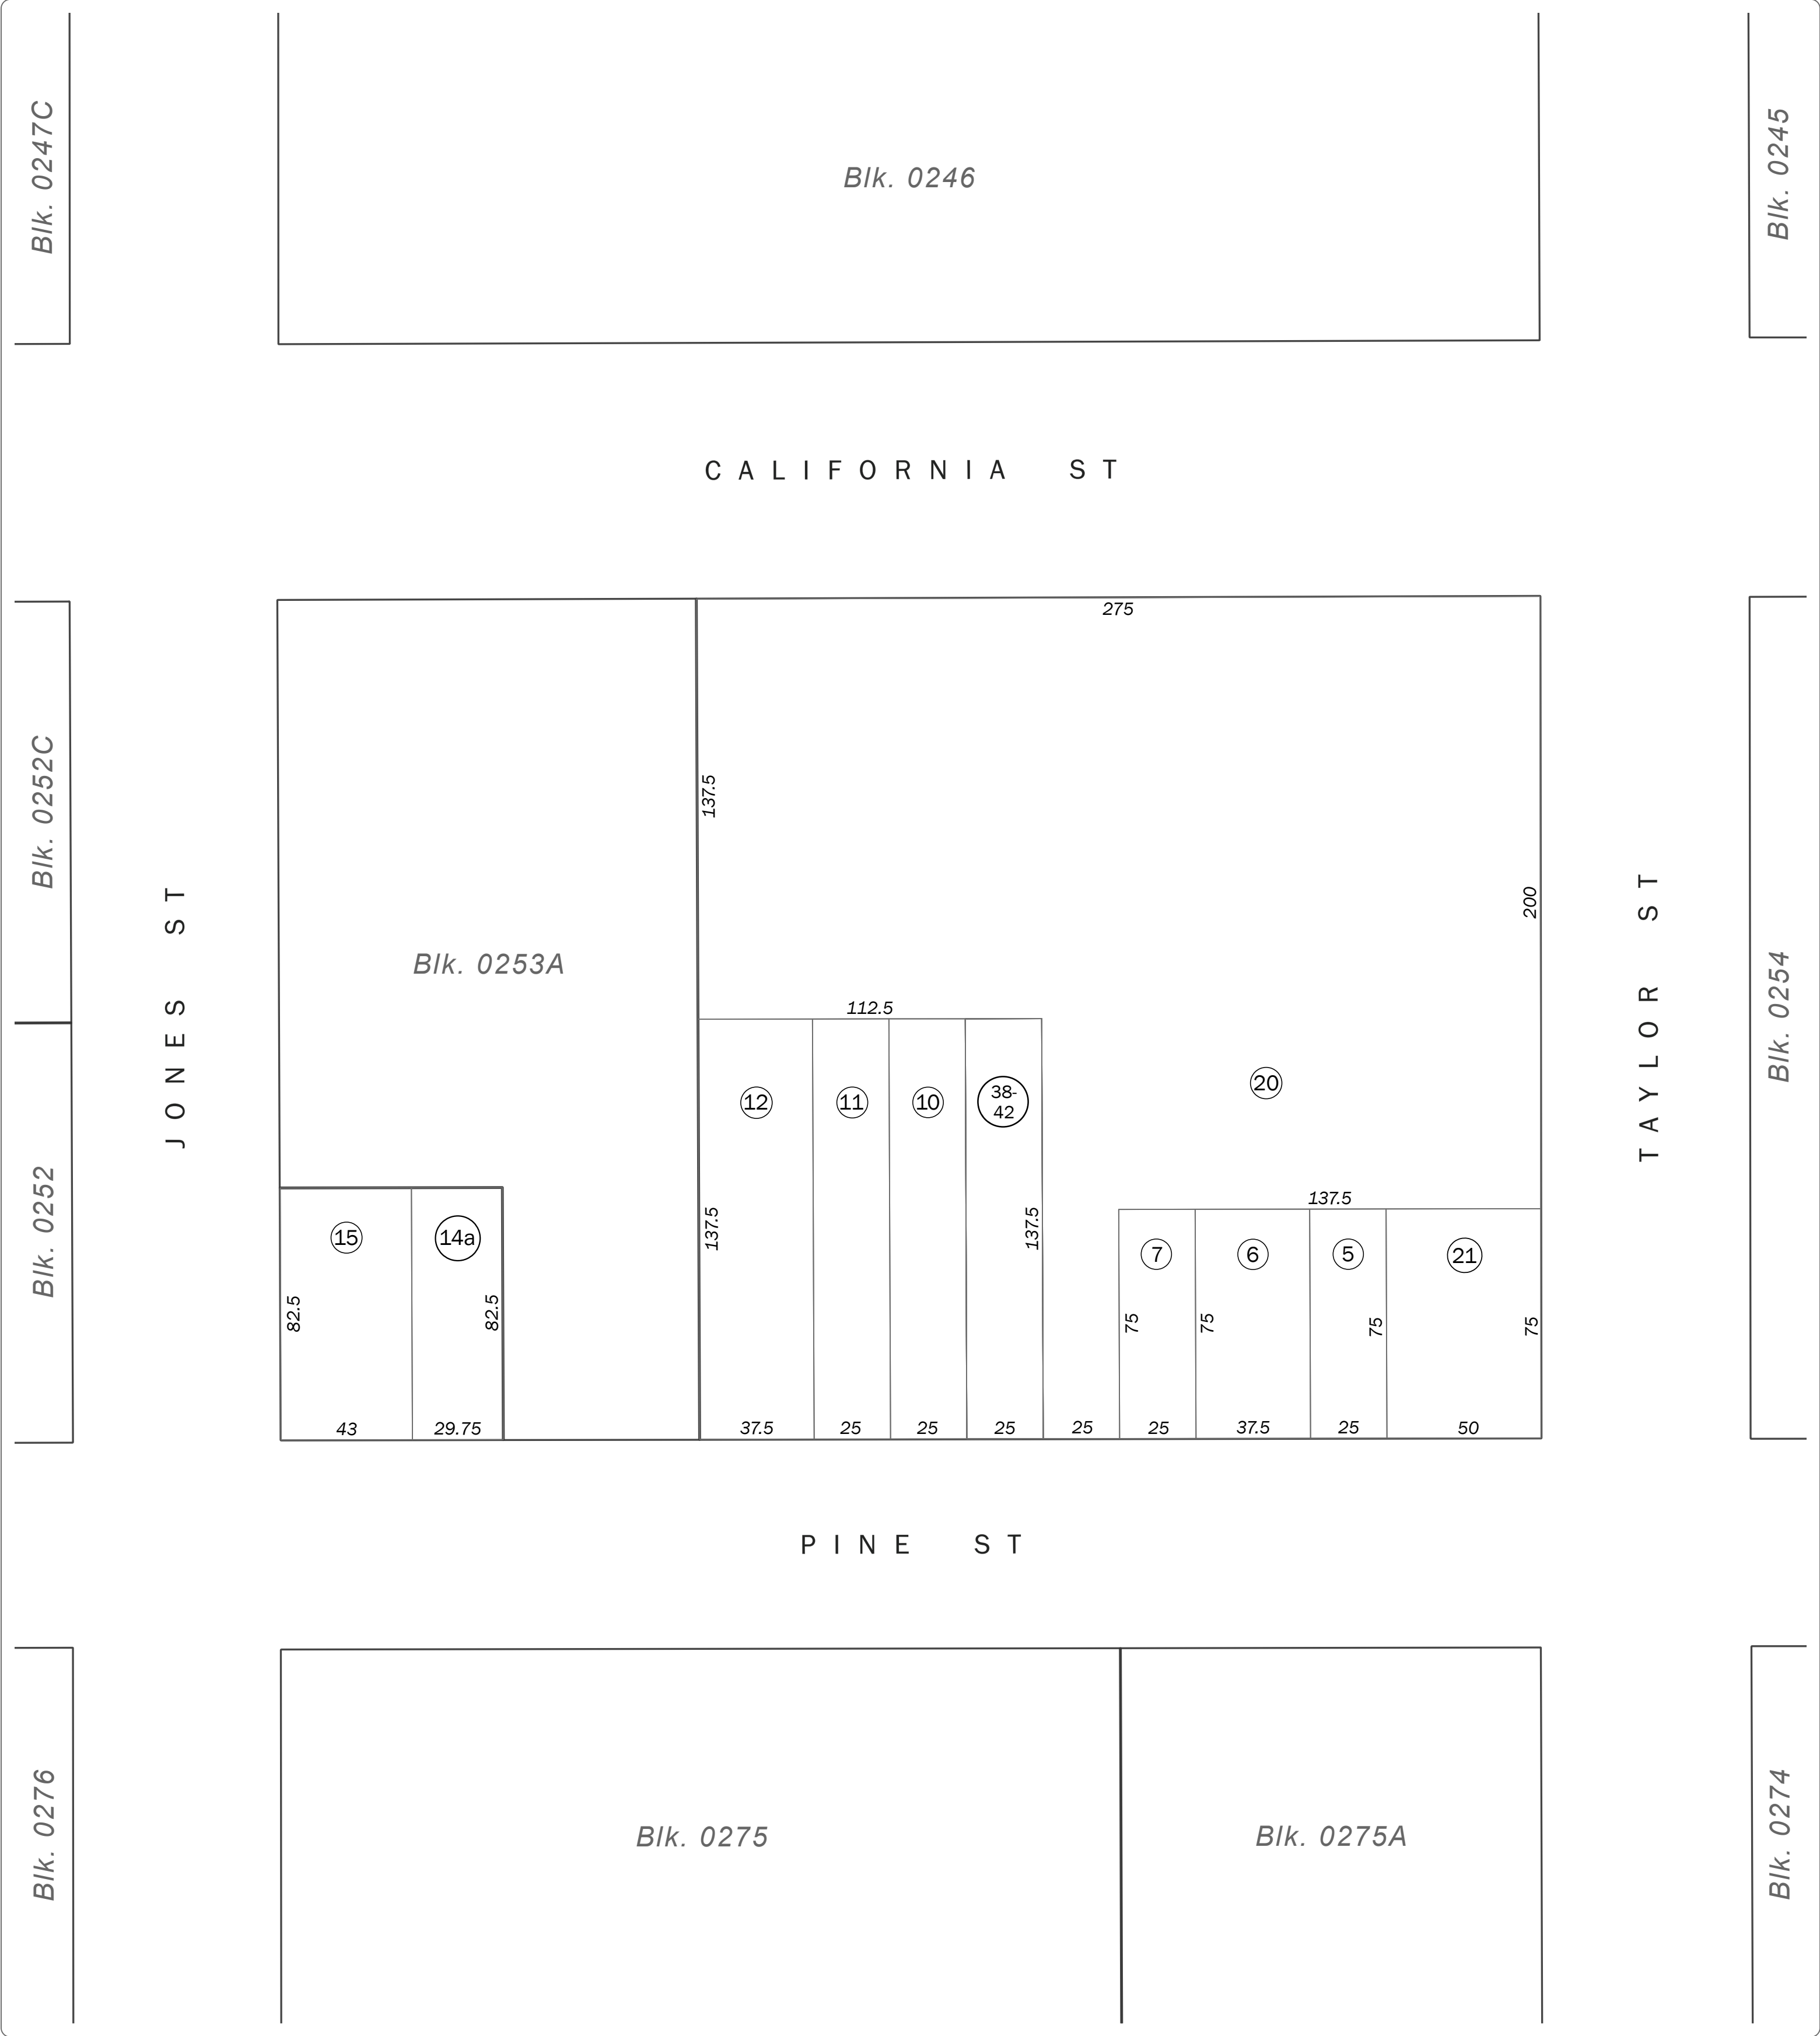 Blk. 0247C
Blk. 0246
Blk. 0245
CALIFORNIA ST
275
137.5
Blk. 0252C
200
JONES ST
TAYLOR ST
Blk. 0253A
Blk. 0254
112.5
12
11
10
38-
42
20
137.5
137.5
137.5
Blk. 0252
15
14a
7
6
5
21
82.5
82.5
75
75
75
75
43
29.75
37.5
25
25
25
25
25
37.5
25
50
PINE ST
Blk. 0276
Blk. 0275
Blk. 0275A
Blk. 0274